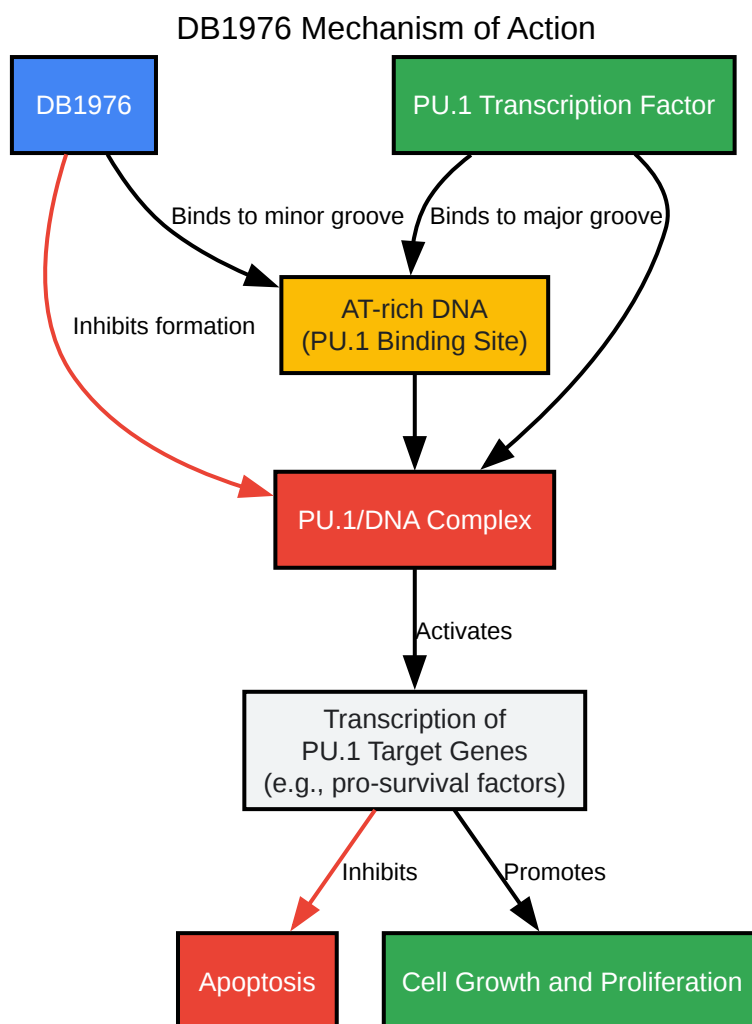 DB1976 Mechanism of Action
DB1976
PU.1 Transcription Factor
Binds to minor groove
Binds to major groove
AT-rich DNA
(PU.1 Binding Site)
Inhibits formation
PU.1/DNA Complex
Activates
Transcription of
PU.1 Target Genes
(e.g., pro-survival factors)
Inhibits
Promotes
Apoptosis
Cell Growth and Proliferation